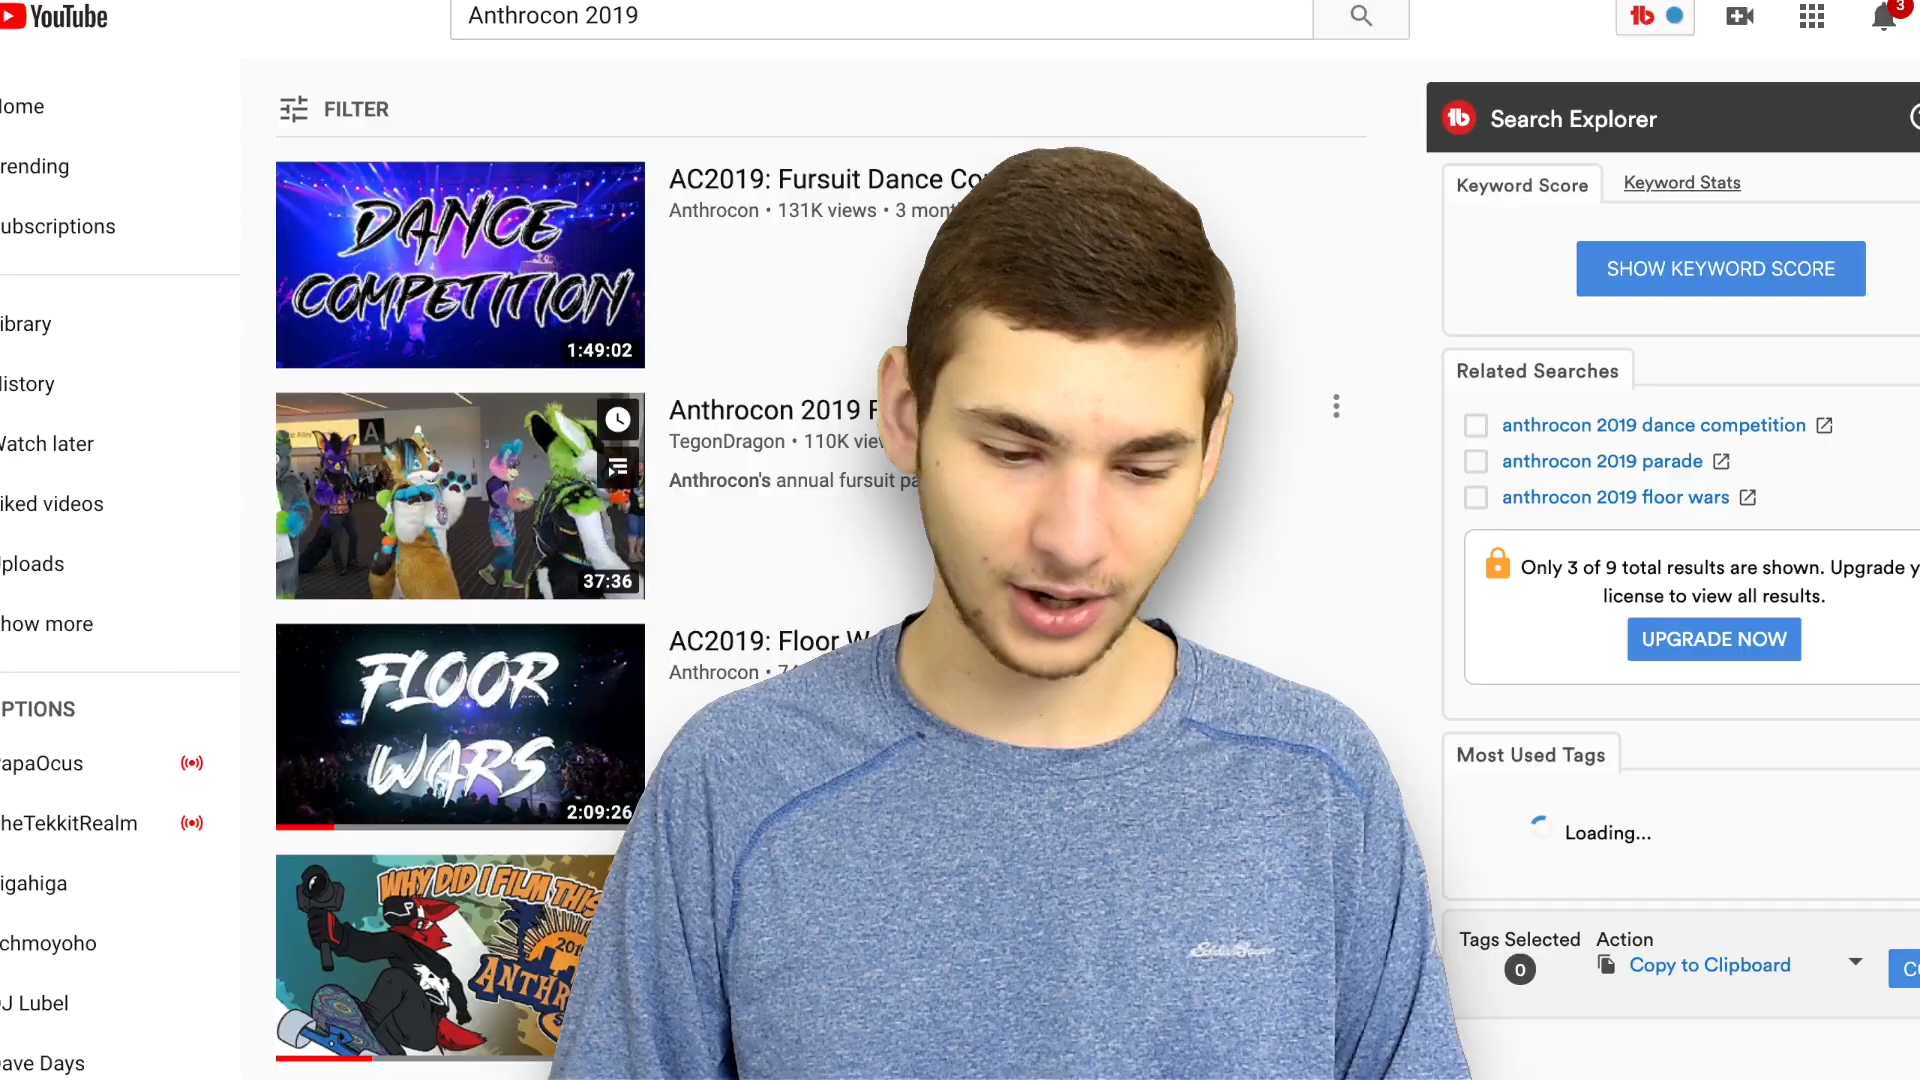 YouTube
Anthrocon 2019
3
ome
rending
ubscriptions
ibrary
istory
Watch later
iked videos
ploads
how more
PTIONS
apaOcus
heTekkitRealm
igahiga
chmoyoho
J Lubel
ave Days
FILTER
DANCE
COMPETITION
1:49:02
AC2019: Fursuit Dance Co
Anthrocon • 131K views • 3 mon
A
37:36
Anthrocon 2019 F
TegonDragon • 110K vie
Anthrocon's annual fursuit pa
FLOOR
WARS
2:09:26
AC2019: Floor W
Anthrocon • 7
WHY DID I FILM THIS
201
ANTHR
Eddie Bauer
Search Explorer
Keyword Score
Keyword Stats
SHOW KEYWORD SCORE
Related Searches
anthrocon 2019 dance competition
anthrocon 2019 parade
anthrocon 2019 floor wars
Only 3 of 9 total results are shown. Upgrade y
license to view all results.
UPGRADE NOW
Most Used Tags
Loading...
Tags Selected
0
Action
Copy to Clipboard